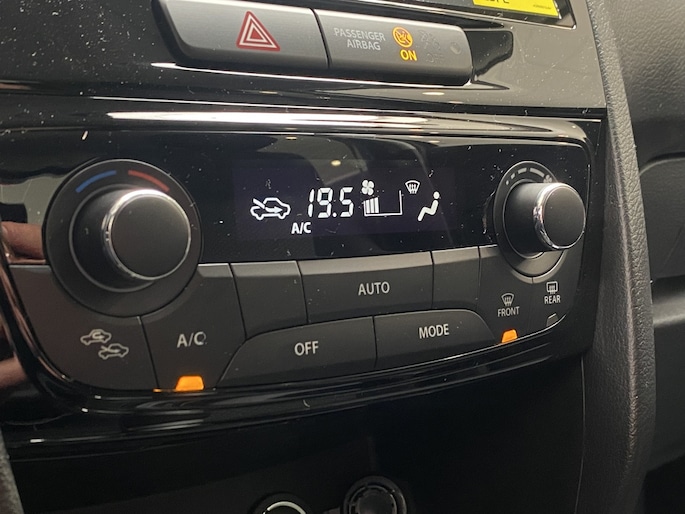 PASSENGER
AIRBAG
ON
19.5
A/C
AUTO
A/C
OFF
MODE
FRONT
REAR